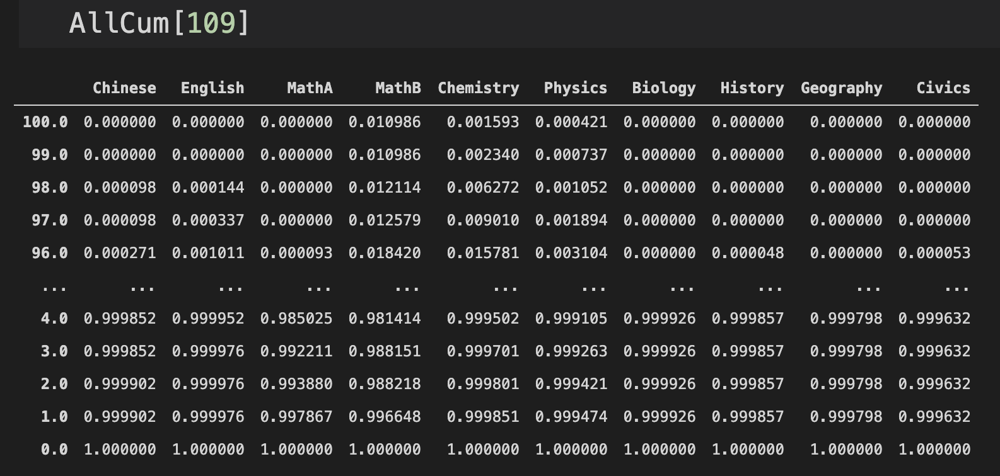 AllCum[109]
Chinese English MathA MathB Chemistry Physics Biology History Geography Civics
100.0 0.000000 0.000000 0.000000 0.010986 0.001593 0.000421 0.000000 0.000000 0.000000 0.000000
99.0 0.000000 0.000000 0.000000 0.010986 0.002340 0.000737 0.000000 0.000000 0.000000 0.000000
98.0 0.000098 0.000144 0.000000 0.012114 0.006272 0.001052 0.000000 0.000000 0.000000 0.000000
97.0 0.000098 0.000337 0.000000 0.012579 0.009010 0.001894 0.000000 0.000000 0.000000 0.000000
96.0 0.000271 0.001011 0.000093 0.018420 0.015781 0.003104 0.000000 0.000048 0.000000 0.000053
... ... ... ... ... ... ... ... ... ... ...
4.0 0.999852 0.999952 0.985025 0.981414 0.999502 0.999105 0.999926 0.999857 0.999798 0.999632
3.0 0.999852 0.999976 0.992211 0.988151 0.999701 0.999263 0.999926 0.999857 0.999798 0.999632
2.0 0.999902 0.999976 0.993880 0.988218 0.999801 0.999421 0.999926 0.999857 0.999798 0.999632
1.0 0.999902 0.999976 0.997867 0.996648 0.999851 0.999474 0.999926 0.999857 0.999798 0.999632
0.0 1.000000 1.000000 1.000000 1.000000 1.000000 1.000000 1.000000 1.000000 1.000000 1.000000